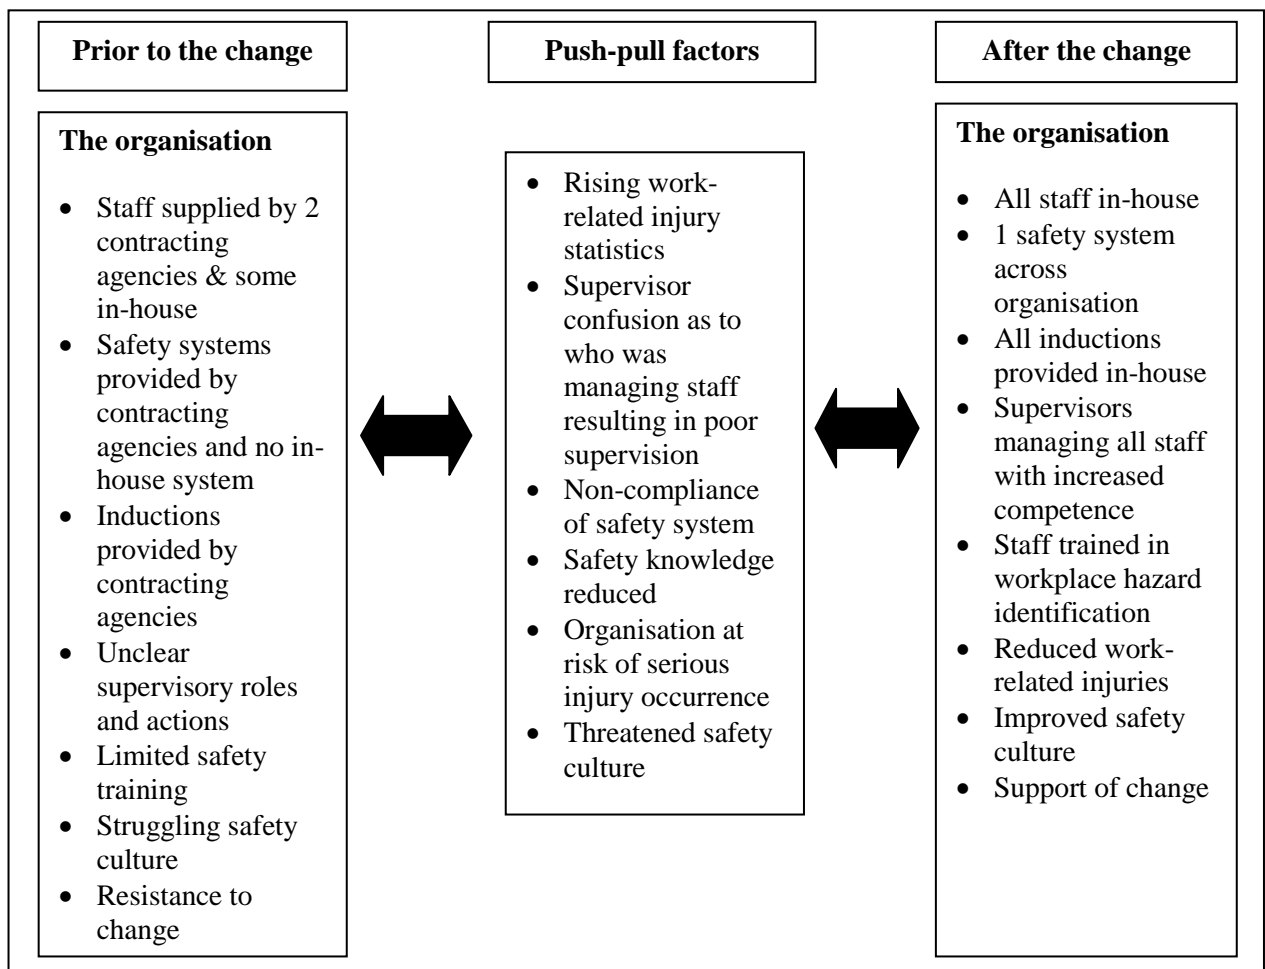 Prior to the change
The organisation
• Staff supplied by 2
contracting
agencies & some
in-house
• Safety systems
provided by
contracting
agencies and no in-
house system
• Inductions
provided by
contracting
agencies
• Unclear
supervisory roles
and actions
• Limited safety
training
• Struggling safety
culture
• Resistance to
change
Push-pull factors
• Rising work-
related injury
statistics
• Supervisor
confusion as to
who was
managing staff
resulting in poor
supervision
• Non-compliance
of safety system
• Safety knowledge
reduced
• Organisation at
risk of serious
injury occurrence
• Threatened safety
culture
After the change
The organisation
• All staff in-house
• 1 safety system
across
organisation
• All inductions
provided in-house
• Supervisors
managing all staff
with increased
competence
• Staff trained in
workplace hazard
identification
• Reduced work-
related injuries
• Improved safety
culture
• Support of change